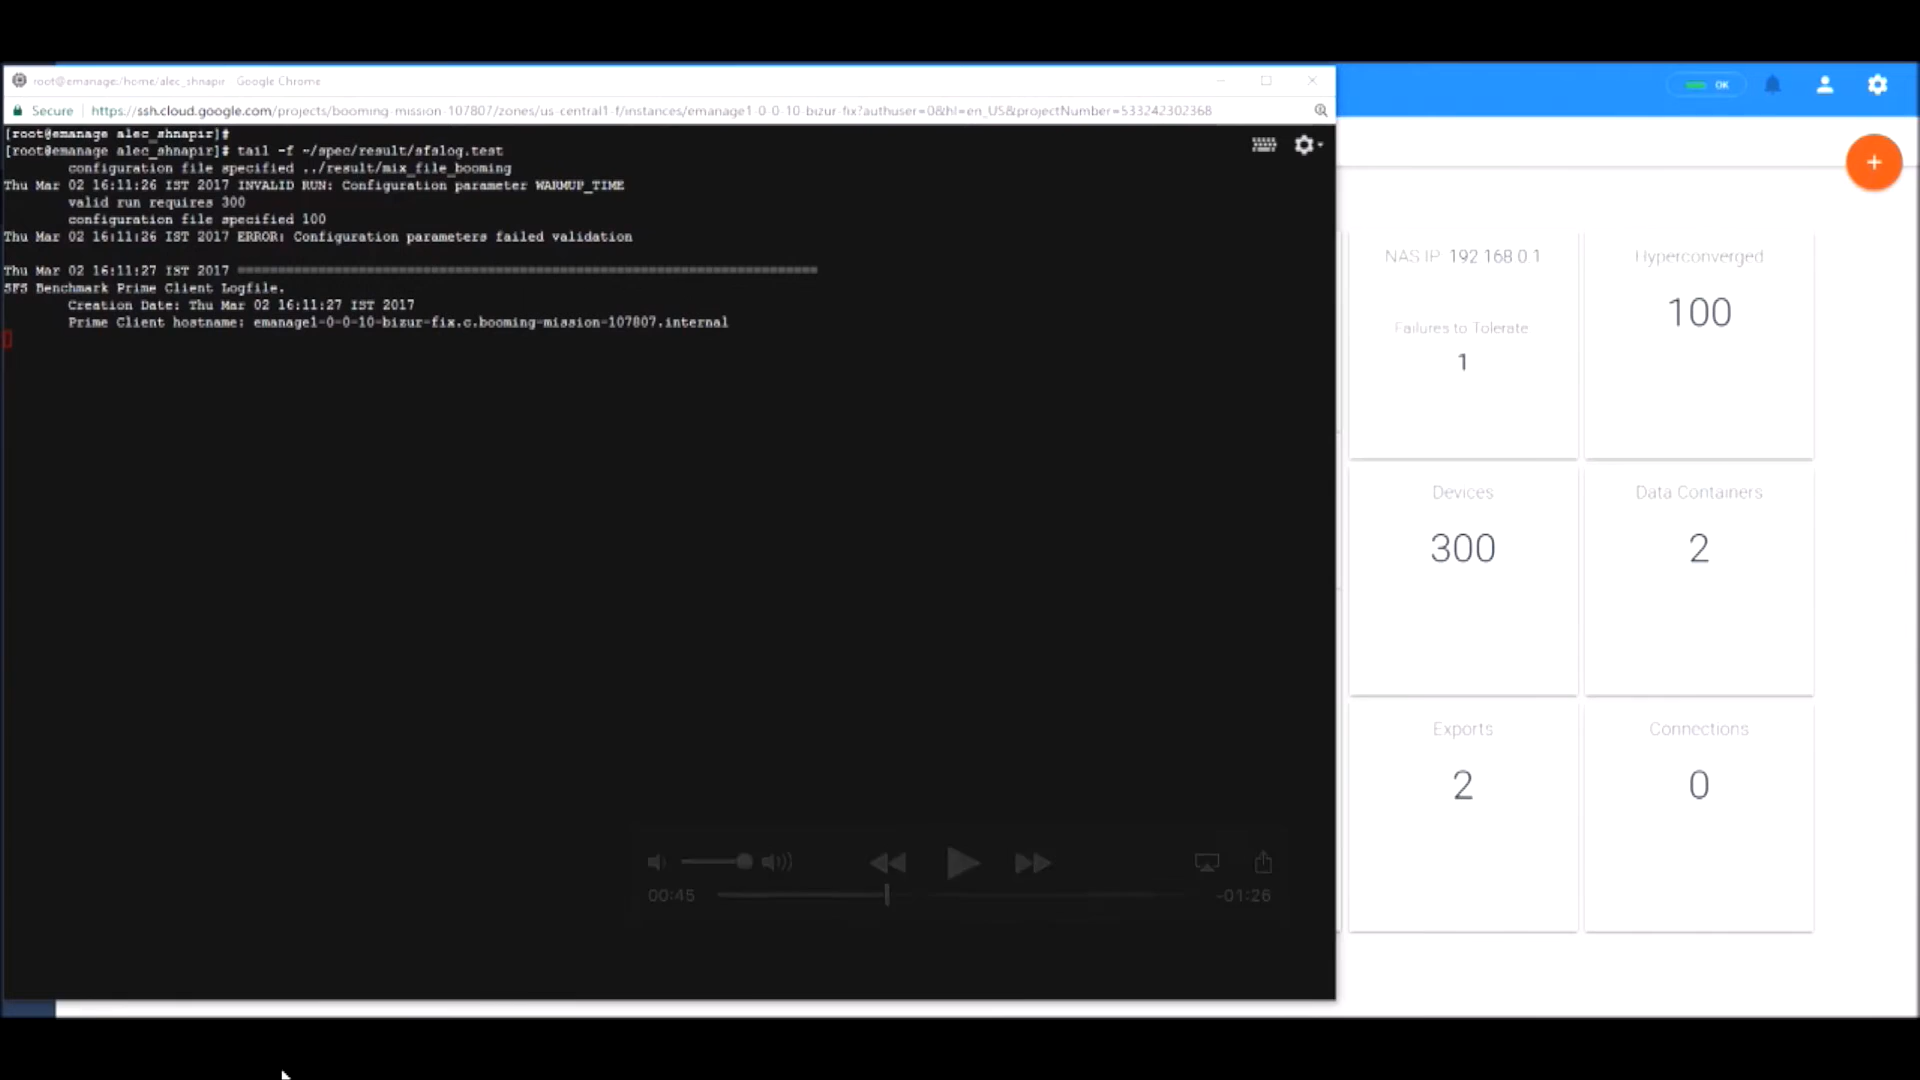 root@emanage:/home/alec_shnapir - Google Chrome
Secure https://ssh.cloud.google.com/projects/booming-mission-107807/zones/us-central1-f/instances/emanage1-0-0-10-bizur-fix?authuser=0&hl=en_US&projectNumber=533242302368
[root@emanage alec_shnapir]#
[root@emanage alec_shnapir]# tail -f ~/spec/result/sfslog.test
configuration file specified ../result/mix_file_booming
Thu Mar 02 16:11:26 IST 2017 INVALID RUN: Configuration parameter WARMUP_TIME
valid run requires 300
configuration file specified 100
Thu Mar 02 16:11:26 IST 2017 ERROR: Configuration parameters failed validation
Thu Mar 02 16:11:27 IST 2017
SFS Benchmark Prime Client Logfile.
Creation Date: Thu Mar 02 16:11:27 IST 2017
Prime Client hostname: emanage1-0-0-10-bizur-fix.c.booming-mission-107807.internal
00:45
-01:26
OK
+
NAS IP 192 168 0 1
Failures to Tolerate
1
Hyperconverged
100
Devices
300
Data Containers
2
Exports
2
Connections
0